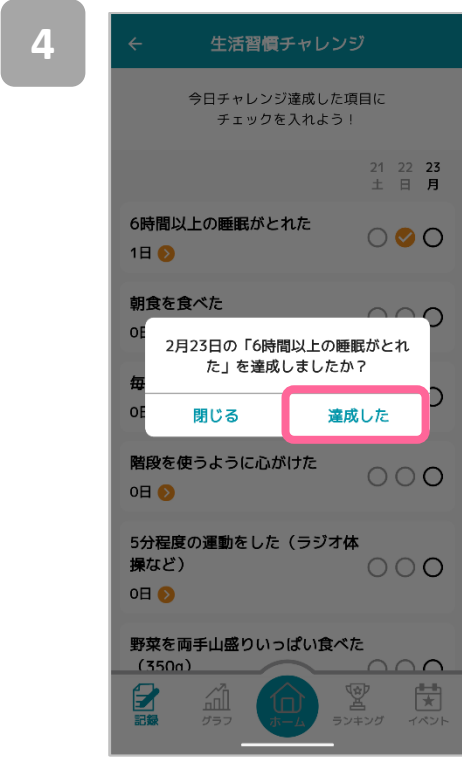 4
生活習慣チャレンジ
今日チャレンジ達成した項目に
チェックを入れよう！
21 22 23
土 日 月
6時間以上の睡眠がとれた
1日
朝食を食べた
0日
2月23日の「6時間以上の睡眠がとれ
た」を達成しましたか？
毎
0日
閉じる 達成した
階段を使うように心がけた
0日
5分程度の運動をした（ラジオ体
操など）
0日
野菜を両手山盛りいっぱい食べた
（350g）
記録 グラフ ホーム ランキング イベント